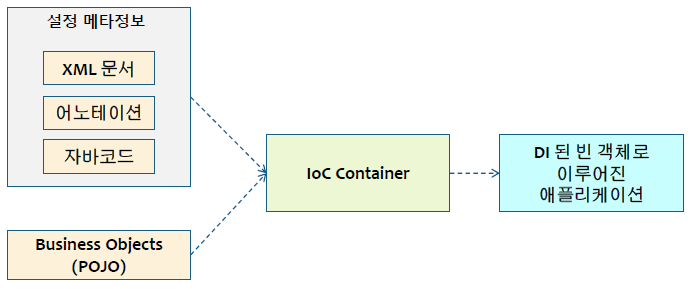 설정 메타정보
XML 문서
어노테이션
자바코드
Business Objects
(POJO)
IoC Container
DI 된 빈 객체로
이루어진
애플리케이션